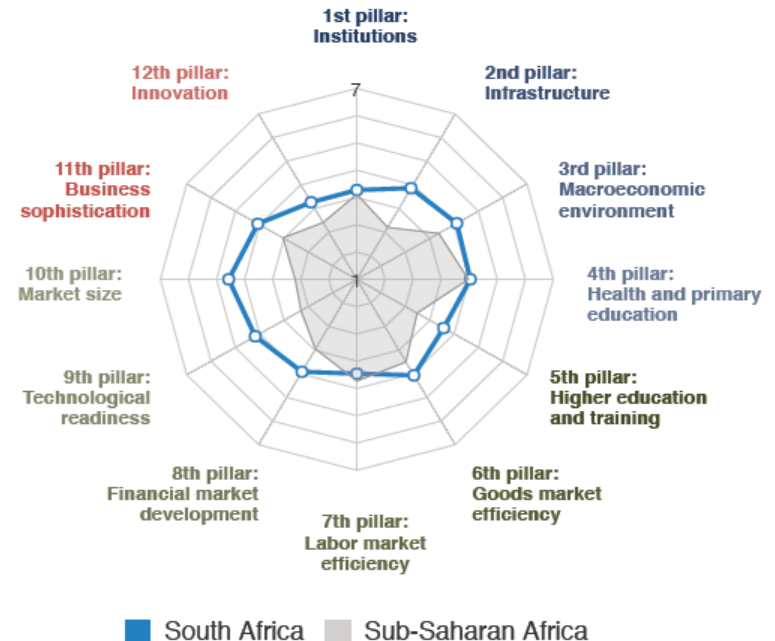 1st pillar:
Institutions
2nd pillar:
Infrastructure
3rd pillar:
Macroeconomic
environment
4th pillar:
Health and primary
education
5th pillar:
Higher education
and training
6th pillar:
Goods market
efficiency
7th pillar:
Labor market
efficiency
8th pillar:
Financial market
development
9th pillar:
Technological
readiness
10th pillar:
Market size
11th pillar:
Business
sophistication
12th pillar:
Innovation
7
1
South Africa
Sub-Saharan Africa